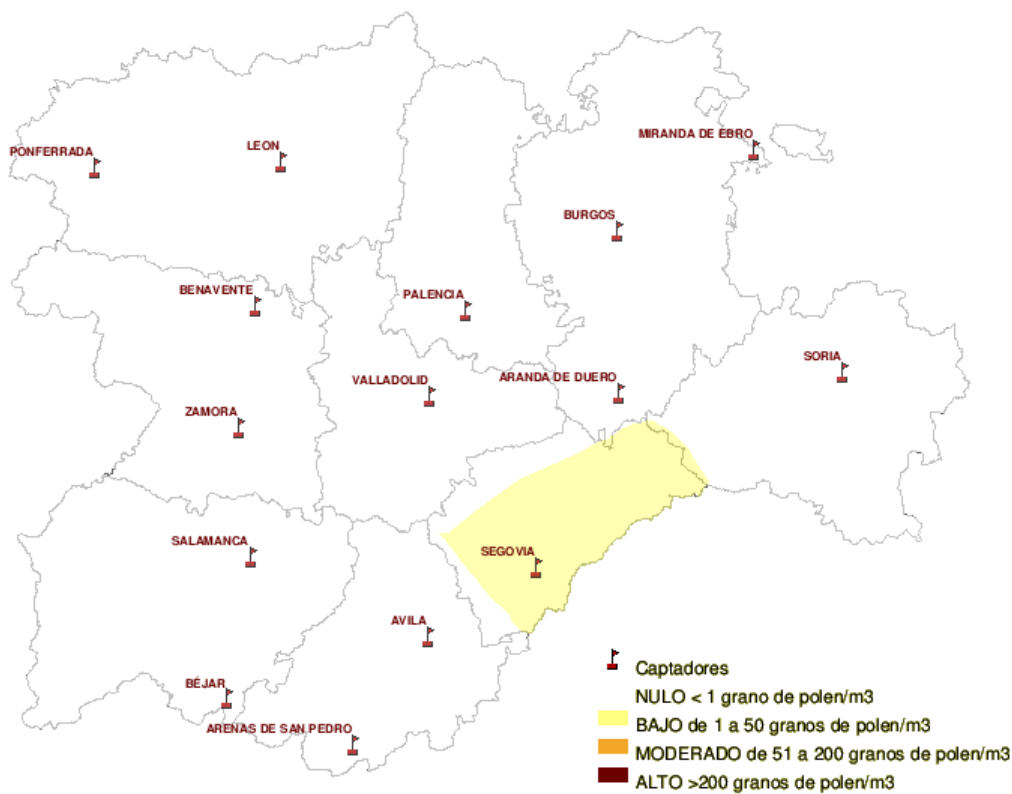 MIRANDA DE EBRO
PONFERRADA
LEON
BURGOS
BENAVENTE
PALENCIA
SORIA
VALLADOLID
ARANDA DE DUERO
ZAMORA
SALAMANCA
SEGOVIA
AVILA
BÉJAR
ARENAS DE SAN PEDRO
Captadores
NULO < 1 grano de polen/m3
BAJO de 1 a 50 granos de polen/m3
MODERADO de 51 a 200 granos de polen/m3
ALTO >200 granos de polen/m3